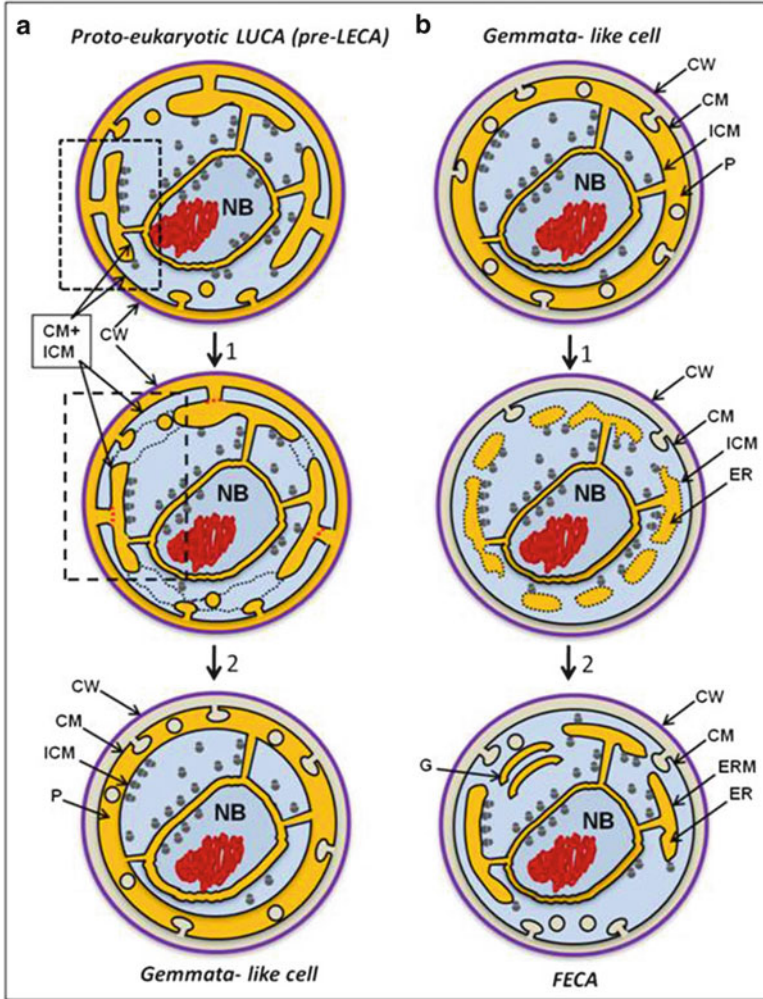 a
Proto-eukaryotic LUCA (pre-LECA)
NB
CM+
ICM
CW
1
NB
2
CW
CM
ICM
P
NB
Gemmata- like cell
b
Gemmata- like cell
CW
CM
ICM
P
NB
1
CW
CM
ICM
ER
NB
2
CW
CM
ERM
ER
G
NB
FECA